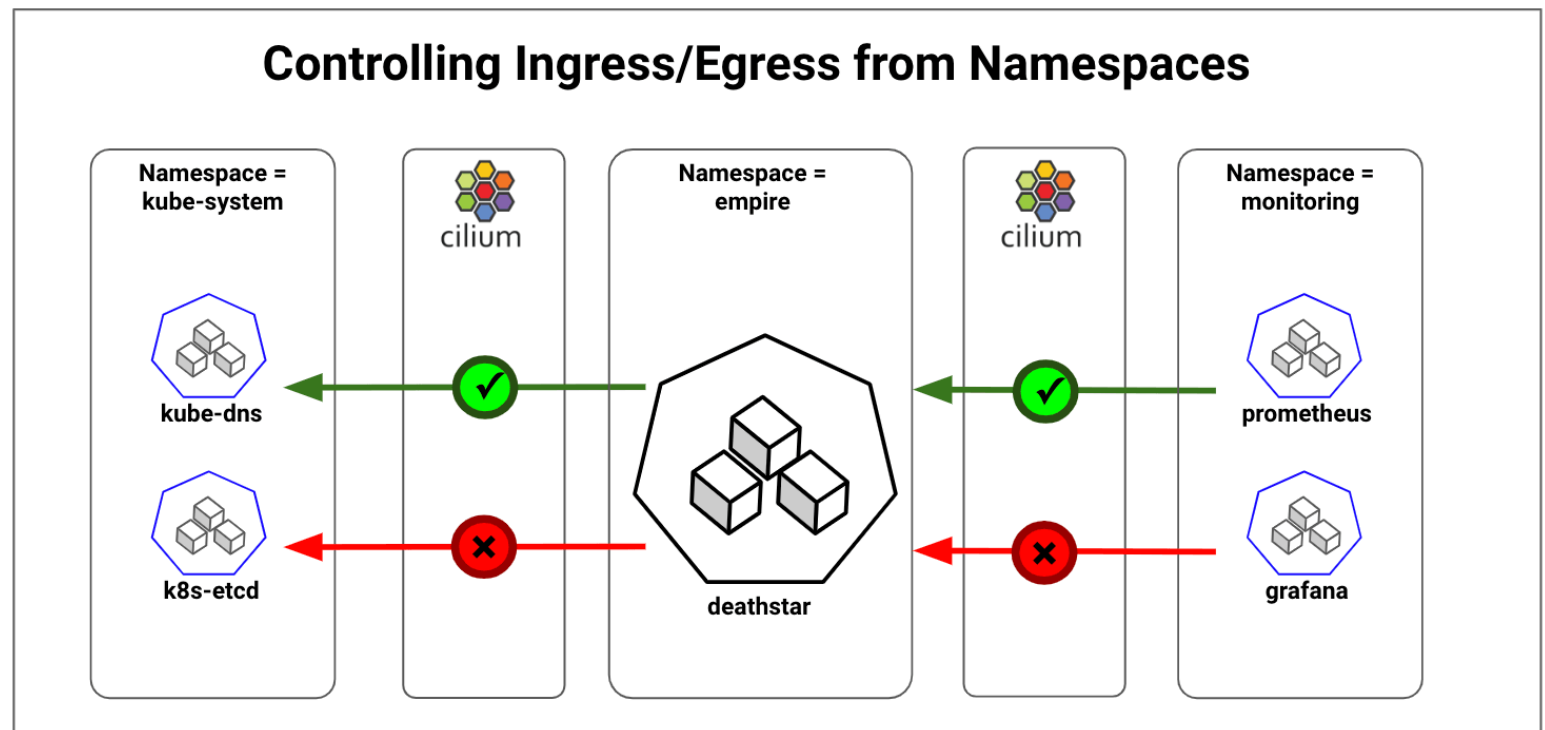 Controlling Ingress/Egress from Namespaces
Namespace =
kube-system
cilium
Namespace =
empire
cilium
Namespace =
monitoring
kube-dns
prometheus
k8s-etcd
deathstar
grafana